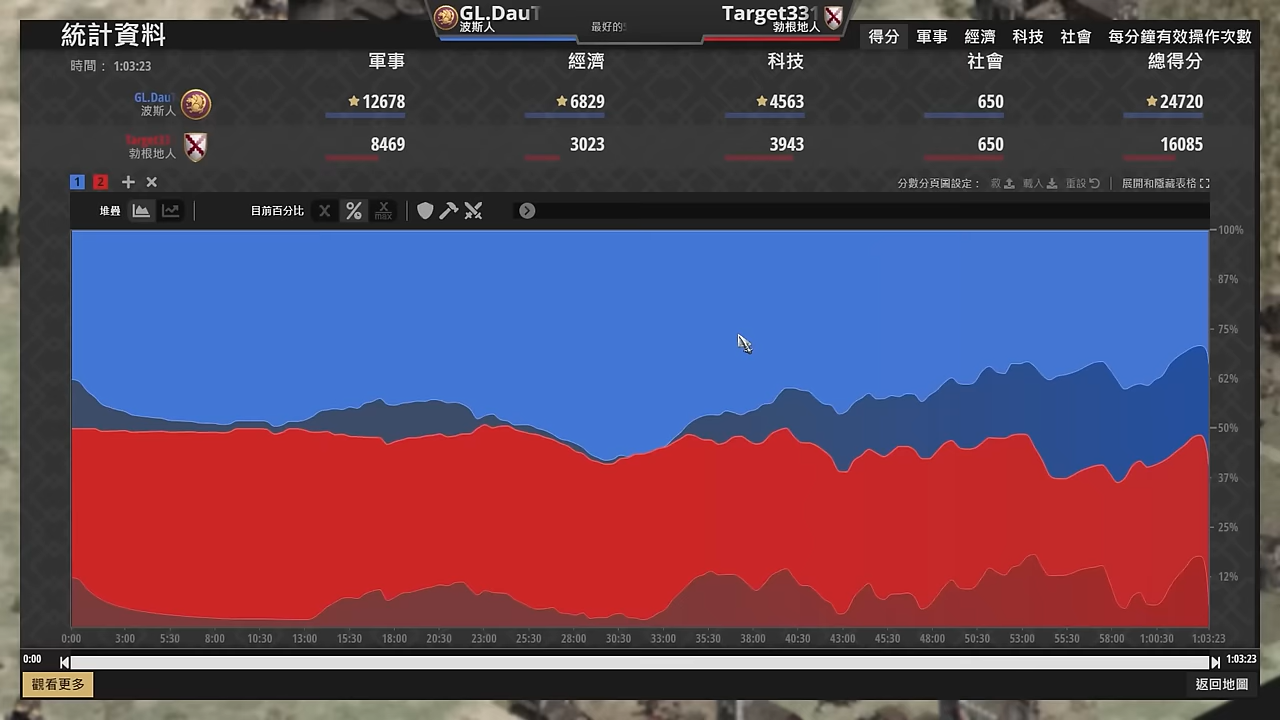 GL.DauT
波斯人
最好的
Target331
勃根地人
統計資料
得分 軍事 經濟 科技 社會 每分鐘有效操作次數
時間： 1:03:23
軍事 經濟 科技 社會 總得分
GL.DauT
波斯人
12678 6829 4563 650 24720
Target33
勃根地人
8469 3023 3943 650 16085
1 2
分數分頁圖設定： 載入 重設 展開和隱藏表格
堆疊 目前百分比 X % X max
100%
87%
75%
62%
50%
37%
25%
12%
0:00 3:00 5:30 8:00 10:30 13:00 15:30 18:00 20:30 23:00 25:30 28:00 30:30 33:00 35:30 38:00 40:30 43:00 45:30 48:00 50:30 53:00 55:30 58:00 1:00:30 1:03:23
0:00 1:03:23
觀看更多 返回地圖